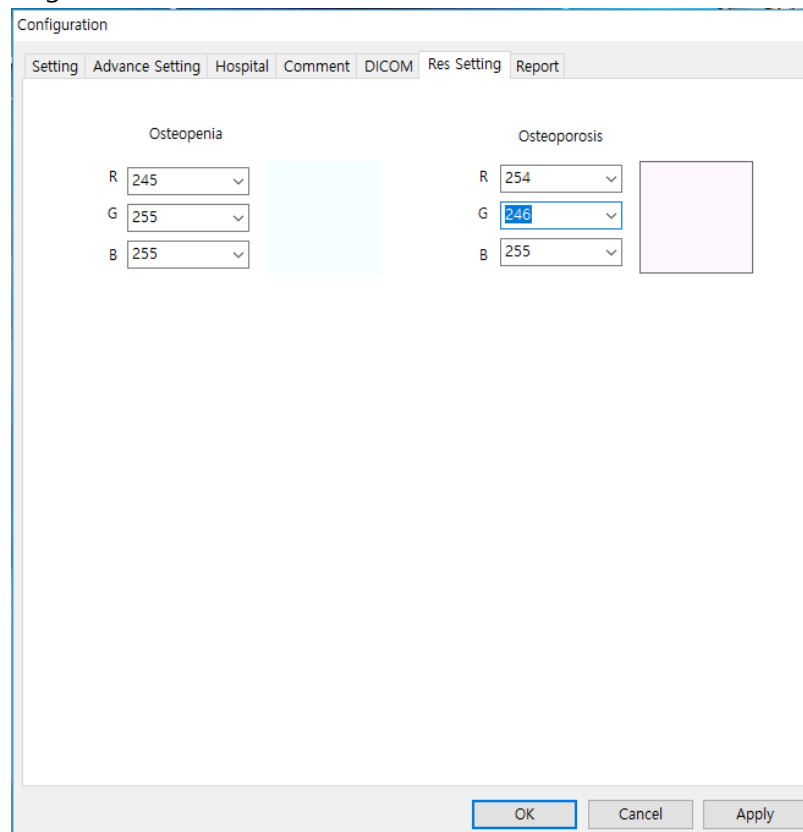 Configuration
Setting Advance Setting Hospital Comment DICOM Res Setting Report
Osteopenia Osteoporosis
R 245 R 254
G 255 G 246
B 255 B 255
OK Cancel Apply